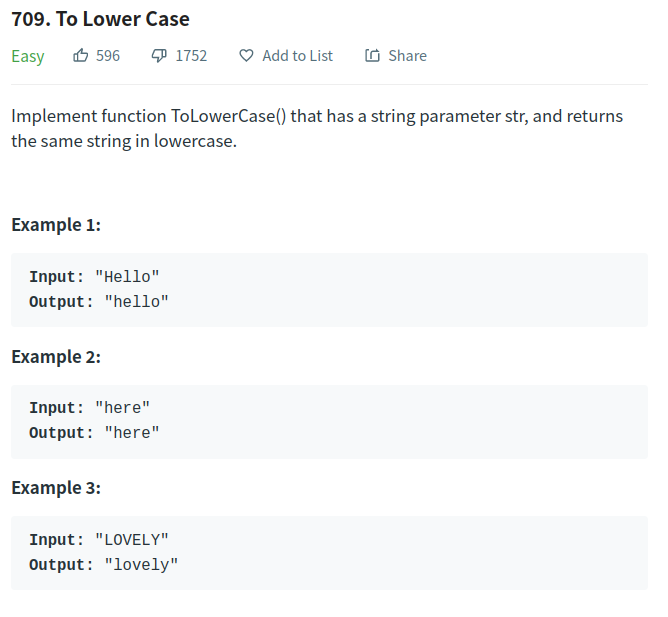 709. To Lower Case
Easy 596 1752 Add to List Share
Implement function ToLowerCase() that has a string parameter str, and returns
the same string in lowercase.
Example 1:
Input: "Hello"
Output: "hello"
Example 2:
Input: "here"
Output: "here"
Example 3:
Input: "LOVELY"
Output: "lovely"